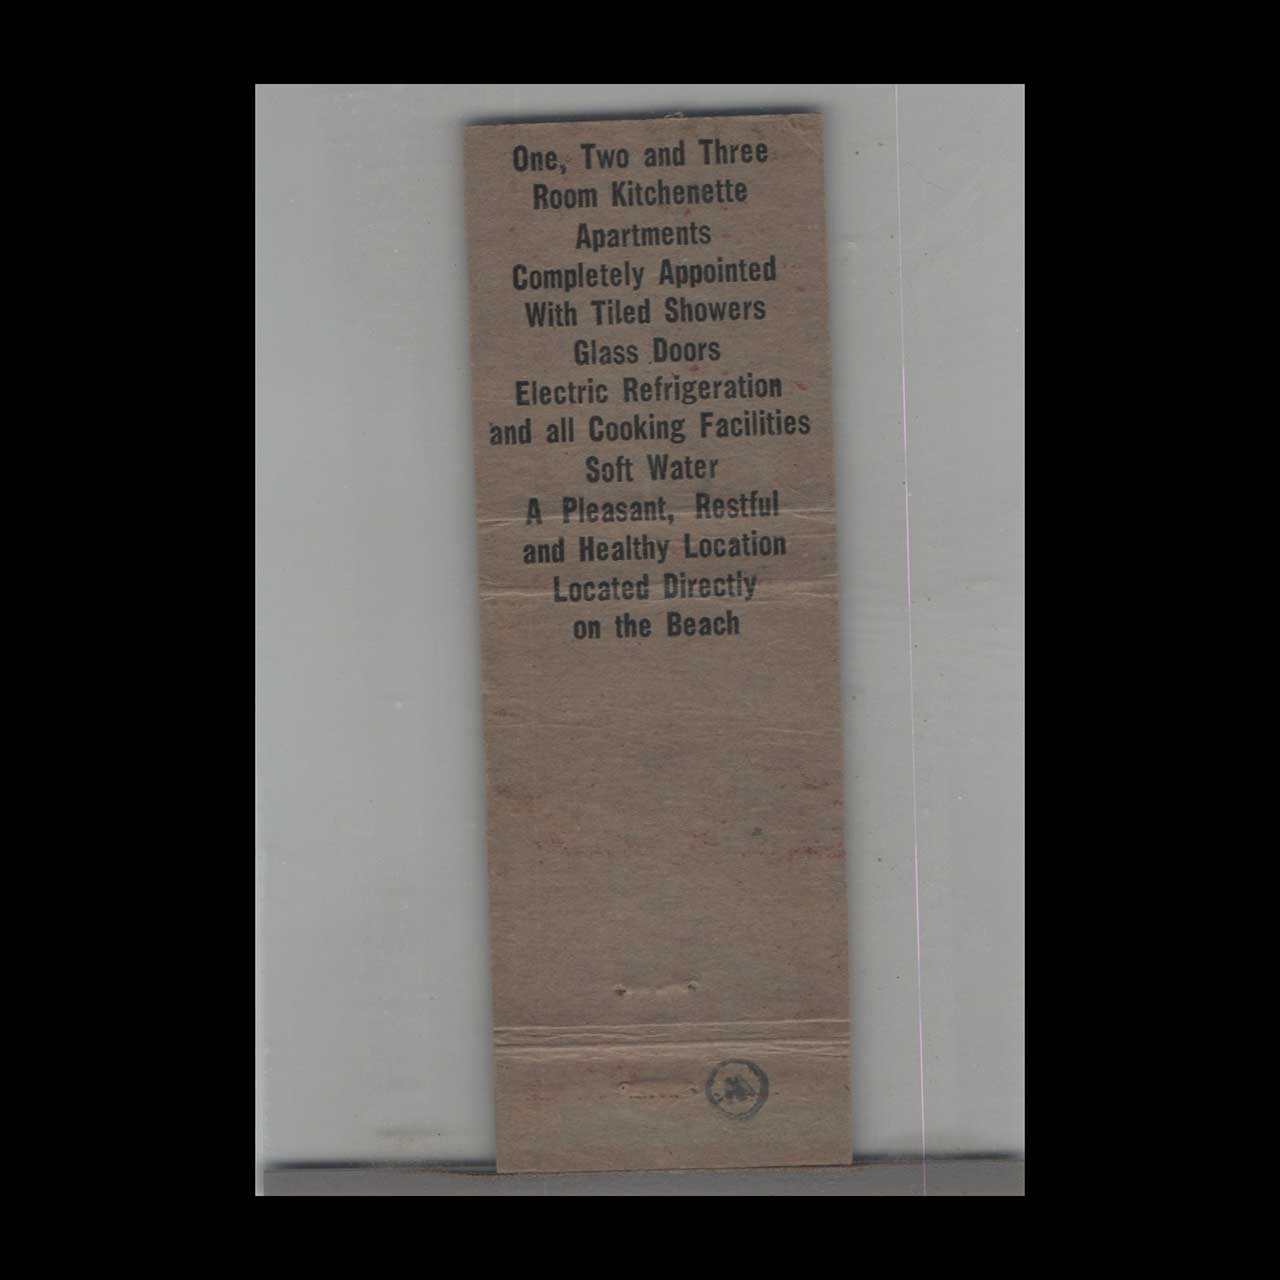 One, Two and Three
Room Kitchenette
Apartments
Completely Appointed
With Tiled Showers
Glass Doors
Electric Refrigeration
and all Cooking Facilities
Soft Water
A Pleasant, Restful
and Healthy Location
Located Directly
on the Beach